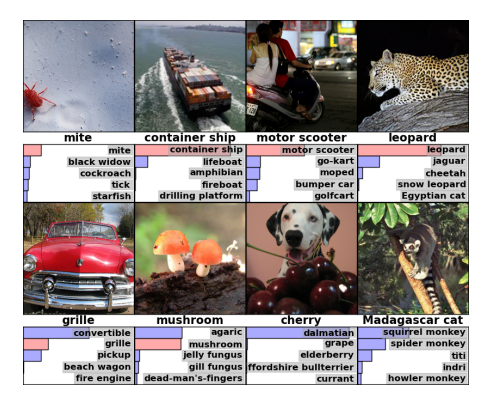 mite
container ship
motor scooter
leopard
mite
black widow
cockroach
tick
starfish
container ship
lifeboat
amphibian
fireboat
drilling platform
motor scooter
go-kart
moped
bumper car
golfcart
leopard
jaguar
cheetah
snow leopard
Egyptian cat
grille
mushroom
cherry
Madagascar cat
convertible
grille
pickup
beach wagon
fire engine
agaric
mushroom
jelly fungus
gill fungus
dead-man's-fingers
dalmatian
grape
elderberry
ffordshire bullterrier
currant
squirrel monkey
spider monkey
titi
indri
howler monkey